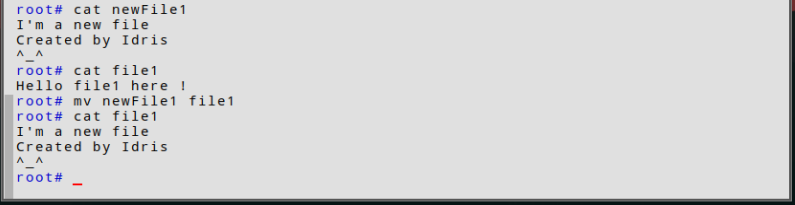 root# cat newFile1
I'm a new file
Created by Idris
^_^
root# cat file1
Hello file1 here !
root# mv newFile1 file1
root# cat file1
I'm a new file
Created by Idris
^_^
root# _